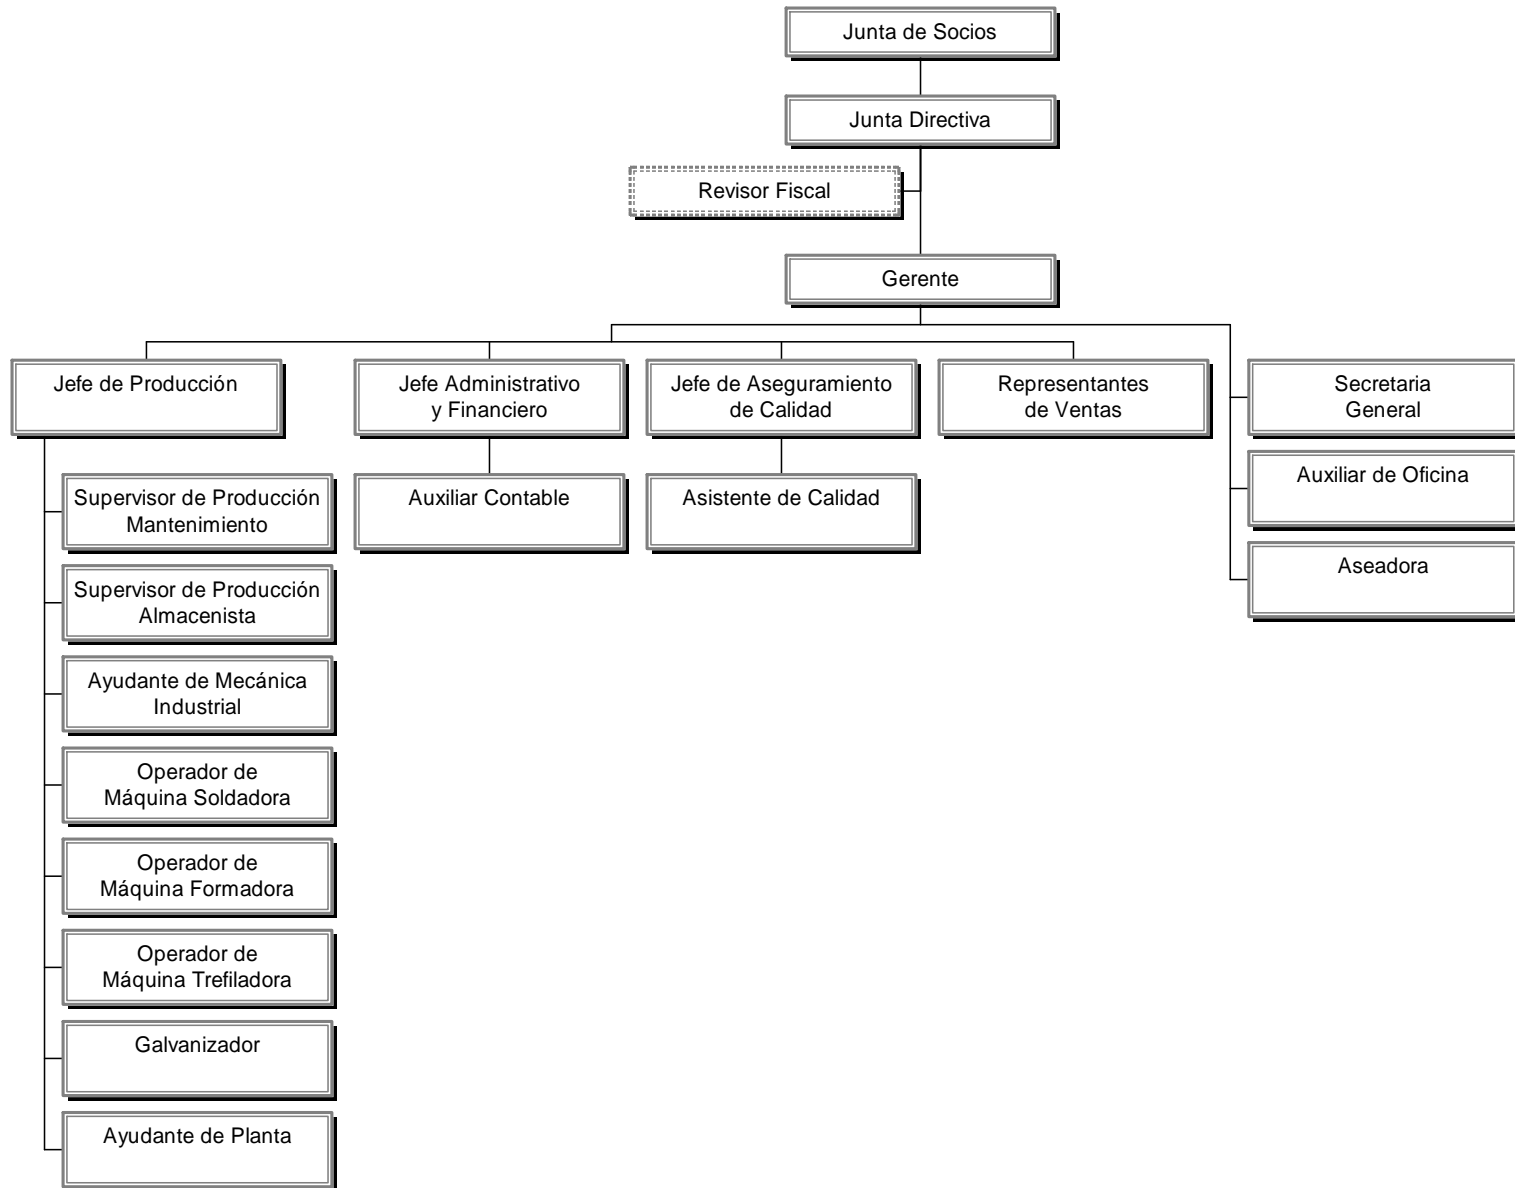 Junta de Socios
Junta Directiva
Revisor Fiscal
Gerente
Jefe de Producción
Jefe Administrativo
y Financiero
Jefe de Aseguramiento
de Calidad
Representantes
de Ventas
Secretaria
General
Supervisor de Producción
Mantenimiento
Auxiliar Contable
Asistente de Calidad
Auxiliar de Oficina
Aseadora
Supervisor de Producción
Almacenista
Ayudante de Mecánica
Industrial
Operador de
Máquina Soldadora
Operador de
Máquina Formadora
Operador de
Máquina Trefiladora
Galvanizador
Ayudante de Planta